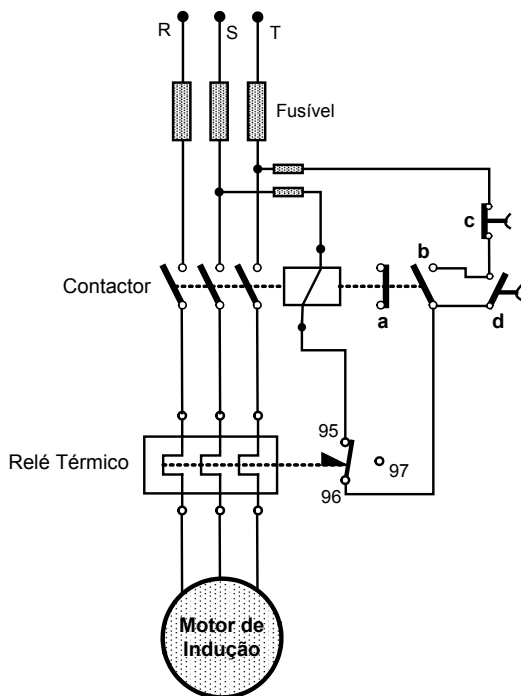 R S T
Fusível
c
b
Contactor
a
d
95
Relé Térmico
97
96
Motor de
Indução